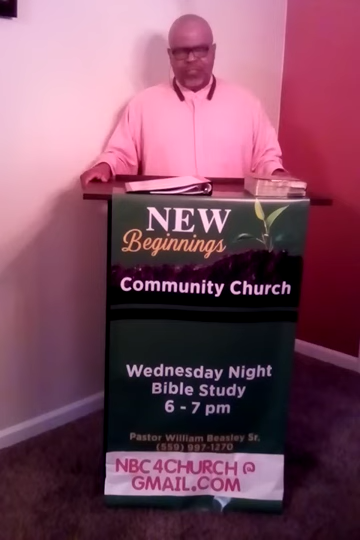 NEW
Beginnings
Community Church
Wednesday Night
Bible Study
6 - 7 pm
Pastor William Beasley Sr.
(559) 997-1270
NBC4CHURCH @
GMAIL.COM